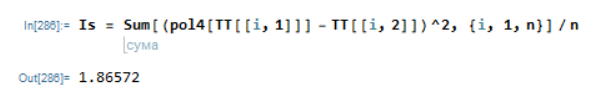 In[286]:= Is = Sum[(pol4[TT[[i, 1]]] - TT[[i, 2]])^2, {i, 1, n}] / n
сума
Out[286]= 1.86572